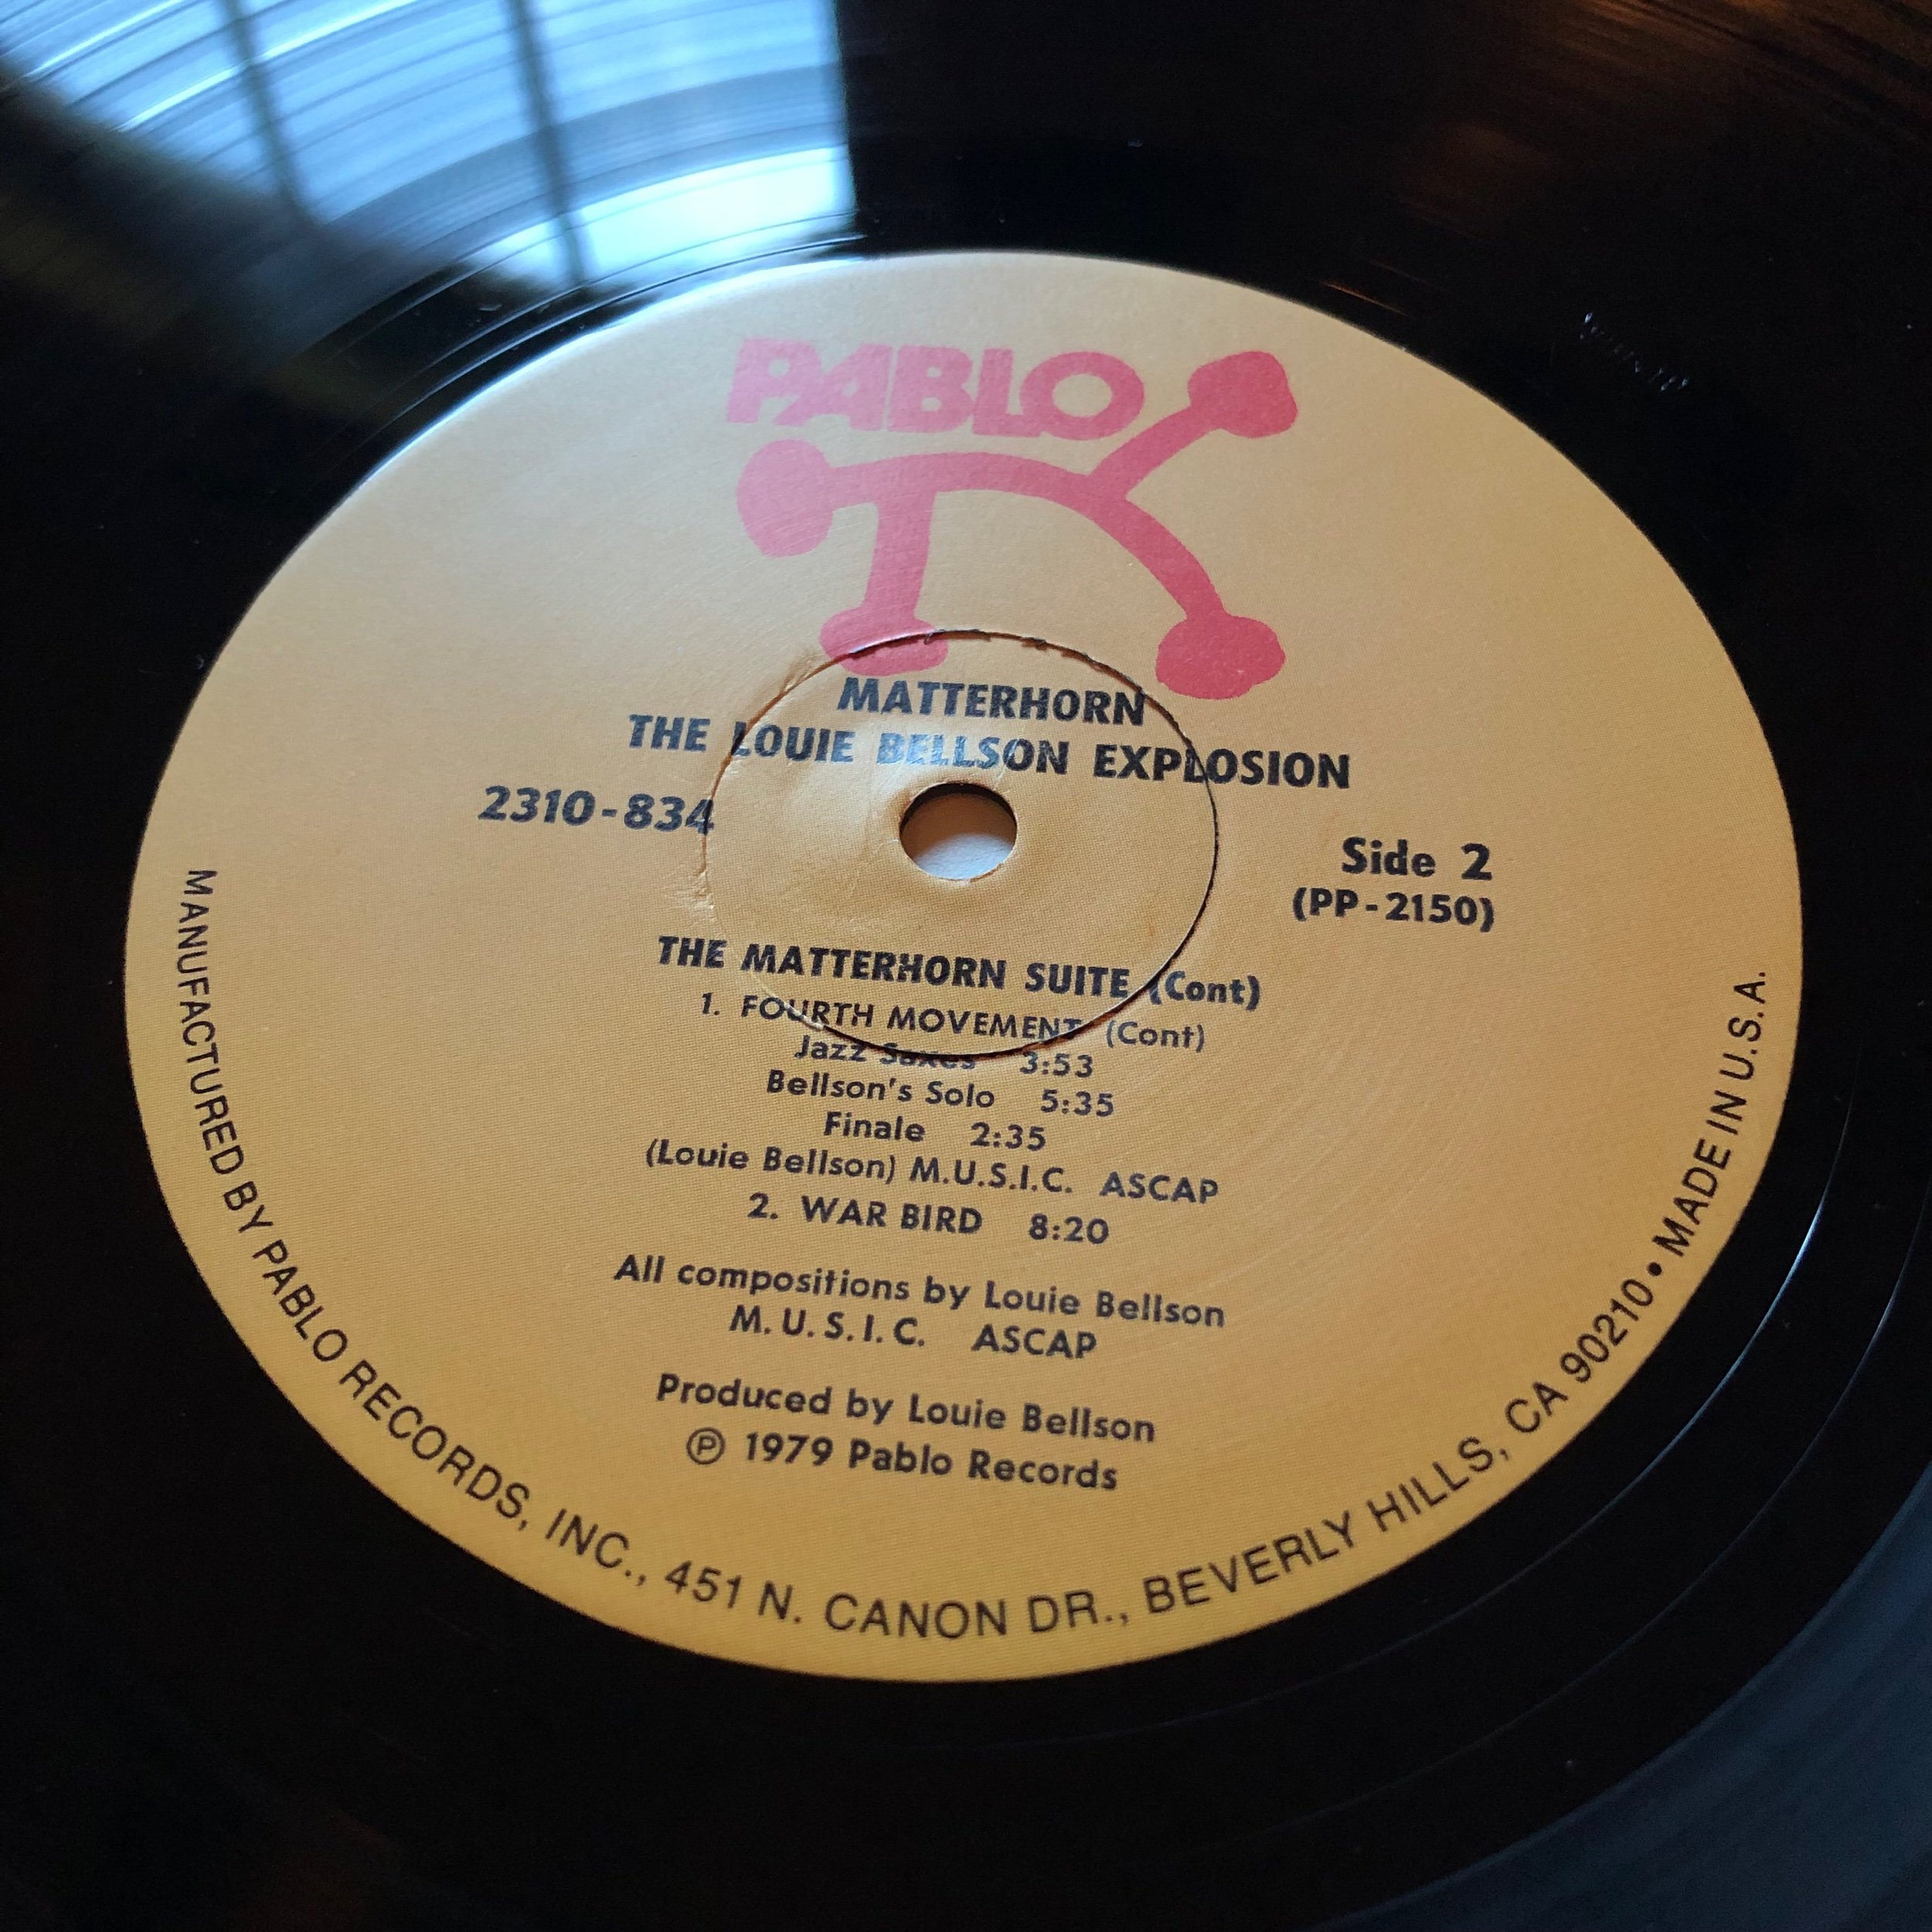 PABLO
MATTERHORN
THE LOUIE BELLSON EXPLOSION
2310-834
Side 2
(PP-2150)
THE MATTERHORN SUITE (Cont)
1. FOURTH MOVEMENT (Cont)
Jazz Saxes 3:53
Bellson's Solo 5:35
Finale 2:35
(Louie Bellson) M.U.S.I.C. ASCAP
2. WAR BIRD 8:20
All compositions by Louie Bellson
M.U.S.I.C. ASCAP
Produced by Louie Bellson
℗ 1979 Pablo Records
MANUFACTURED BY PABLO RECORDS, INC., 451 N. CANON DR., BEVERLY HILLS, CA 90210 • MADE IN U.S.A.